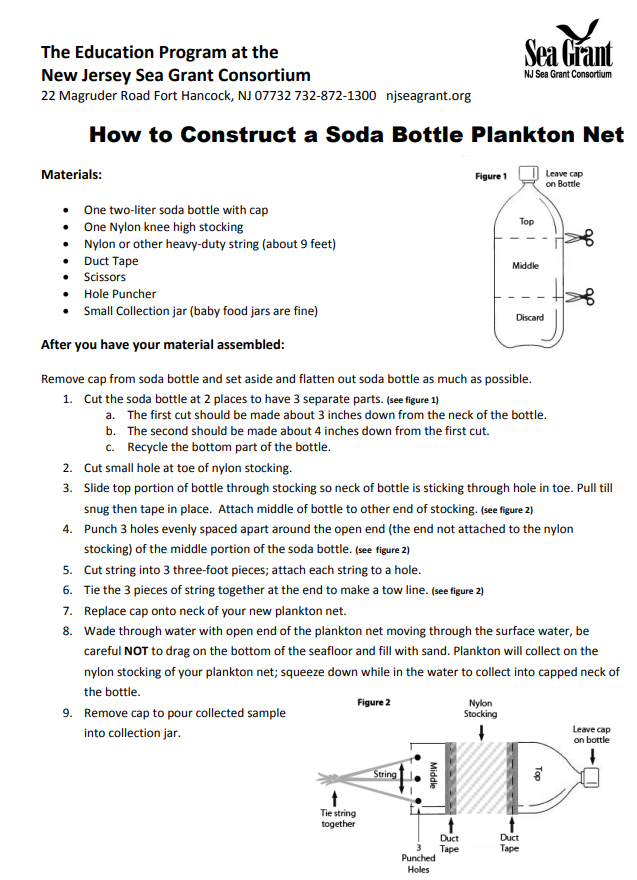 The Education Program at the
New Jersey Sea Grant Consortium
22 Magruder Road Fort Hancock, NJ 07732 732-872-1300 njseagrant.org
Sea Grant
NJ Sea Grant Consortium
How to Construct a Soda Bottle Plankton Net
Materials:
• One two-liter soda bottle with cap
• One Nylon knee high stocking
• Nylon or other heavy-duty string (about 9 feet)
• Duct Tape
• Scissors
• Hole Puncher
• Small Collection jar (baby food jars are fine)
Figure 1
Leave cap
on Bottle
Top
Middle
Discard
After you have your material assembled:
Remove cap from soda bottle and set aside and flatten out soda bottle as much as possible.
1. Cut the soda bottle at 2 places to have 3 separate parts. (see figure 1)
a. The first cut should be made about 3 inches down from the neck of the bottle.
b. The second should be made about 4 inches down from the first cut.
c. Recycle the bottom part of the bottle.
2. Cut small hole at toe of nylon stocking.
3. Slide top portion of bottle through stocking so neck of bottle is sticking through hole in toe. Pull till
snug then tape in place. Attach middle of bottle to other end of stocking. (see figure 2)
4. Punch 3 holes evenly spaced apart around the open end (the end not attached to the nylon
stocking) of the middle portion of the soda bottle. (see figure 2)
5. Cut string into 3 three-foot pieces; attach each string to a hole.
6. Tie the 3 pieces of string together at the end to make a tow line. (see figure 2)
7. Replace cap onto neck of your new plankton net.
8. Wade through water with open end of the plankton net moving through the surface water, be
careful NOT to drag on the bottom of the seafloor and fill with sand. Plankton will collect on the
nylon stocking of your plankton net; squeeze down while in the water to collect into capped neck of
the bottle.
9. Remove cap to pour collected sample
into collection jar.
Figure 2
Nylon
Stocking
Leave cap
on bottle
String
Middle
Top
Tie string
together
3
Punched
Holes
Duct
Tape
Duct
Tape